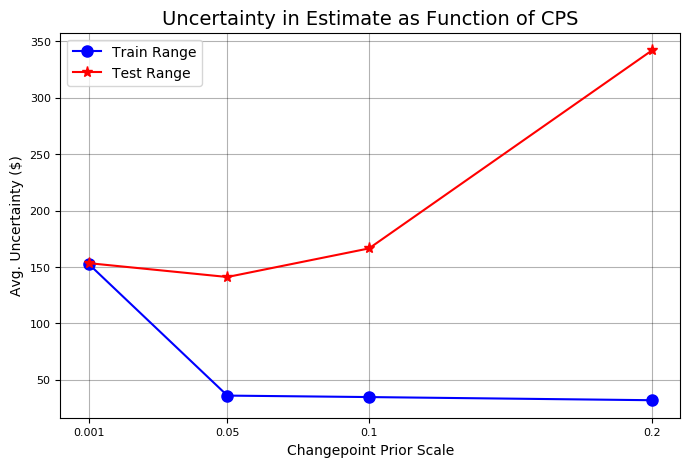 Uncertainty in Estimate as Function of CPS
Train Range
Test Range
Avg. Uncertainty ($)
350
300
250
200
150
100
50
0.001
0.05
0.1
0.2
Changepoint Prior Scale